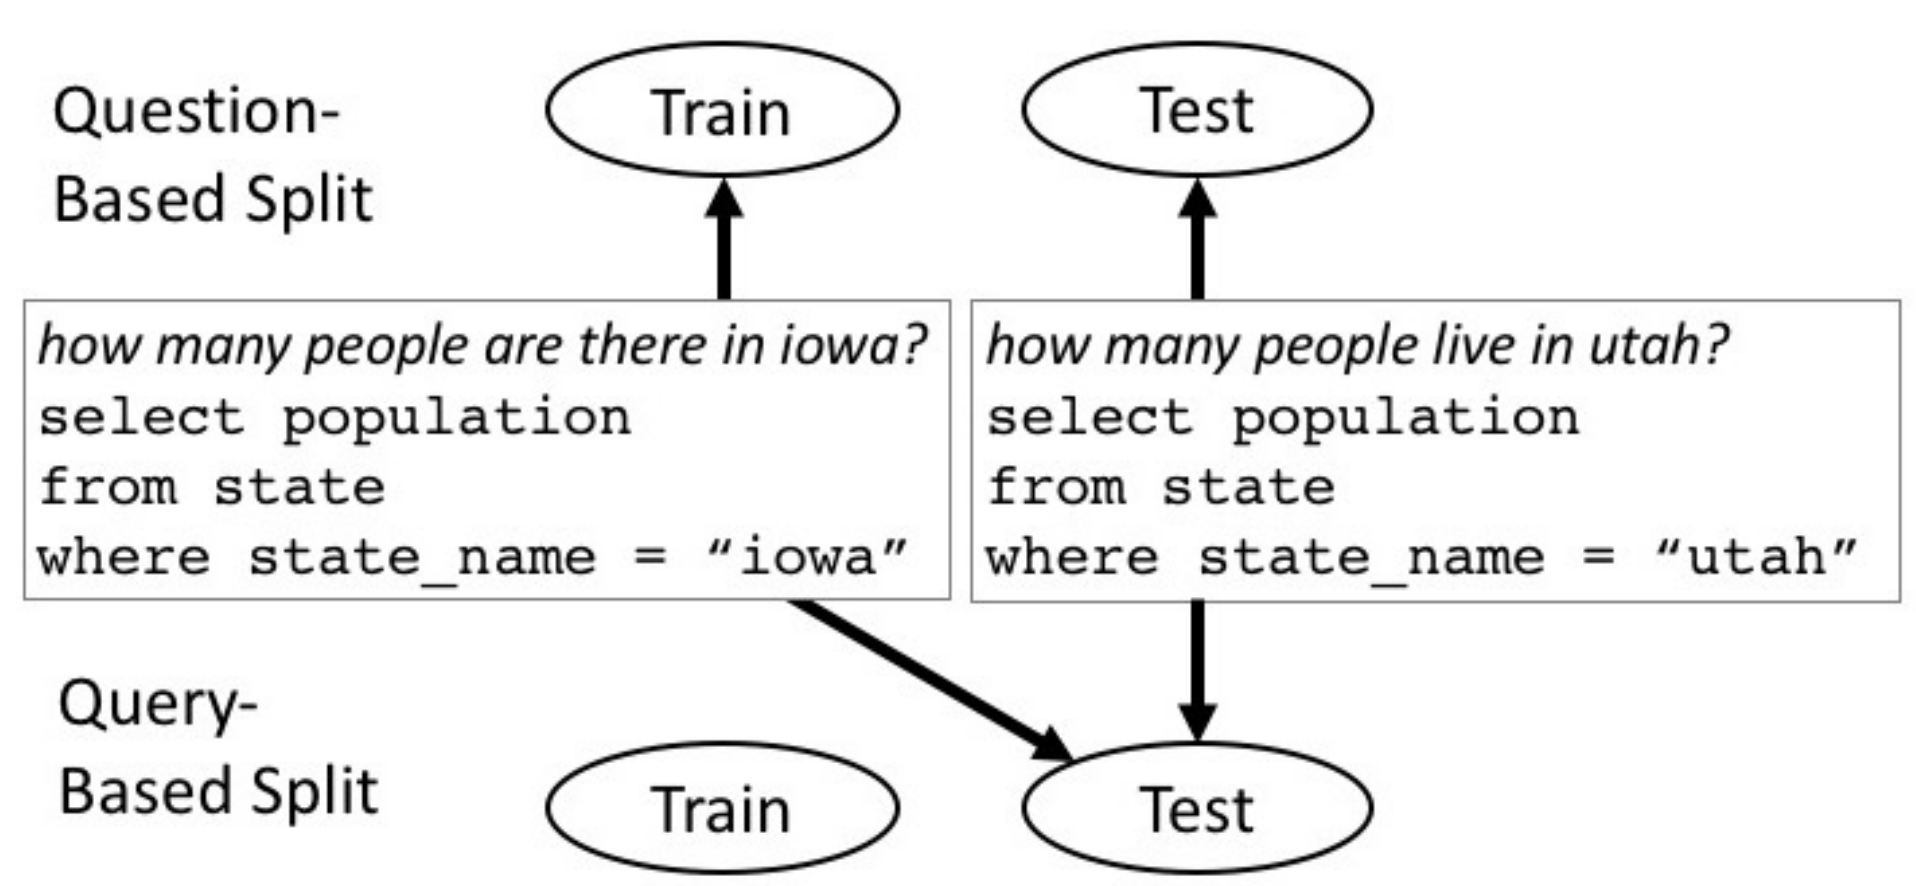 Question-
Based Split
Train
Test
how many people are there in iowa?
select population
from state
where state_name = “iowa”
how many people live in utah?
select population
from state
where state_name = “utah”
Query-
Based Split
Train
Test